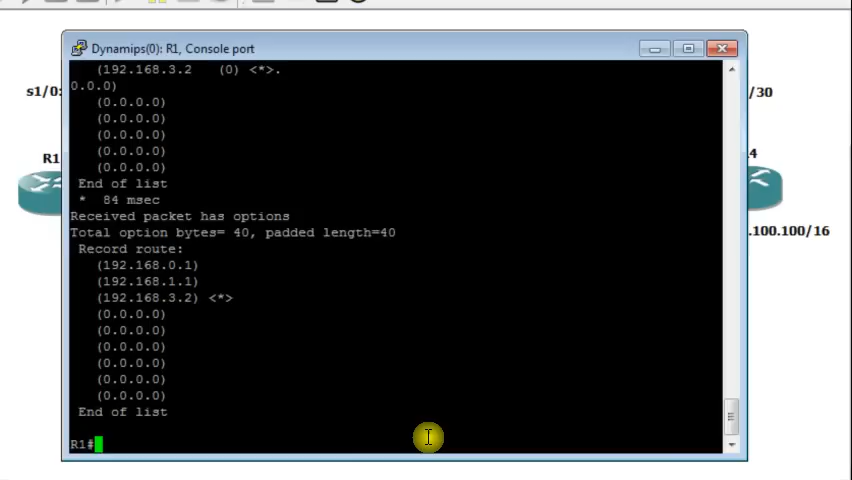 Dynamips(0): R1, Console port
(192.168.3.2   (0) <*>.
0.0.0)
(0.0.0.0)
(0.0.0.0)
(0.0.0.0)
(0.0.0.0)
(0.0.0.0)
End of list
*  84 msec
Received packet has options
Total option bytes= 40, padded length=40
Record route:
(192.168.0.1)
(192.168.1.1)
(192.168.3.2) <*>
(0.0.0.0)
(0.0.0.0)
(0.0.0.0)
(0.0.0.0)
(0.0.0.0)
(0.0.0.0)
End of list
R1#
s1/0:
R1
/30
4
.100.100/16